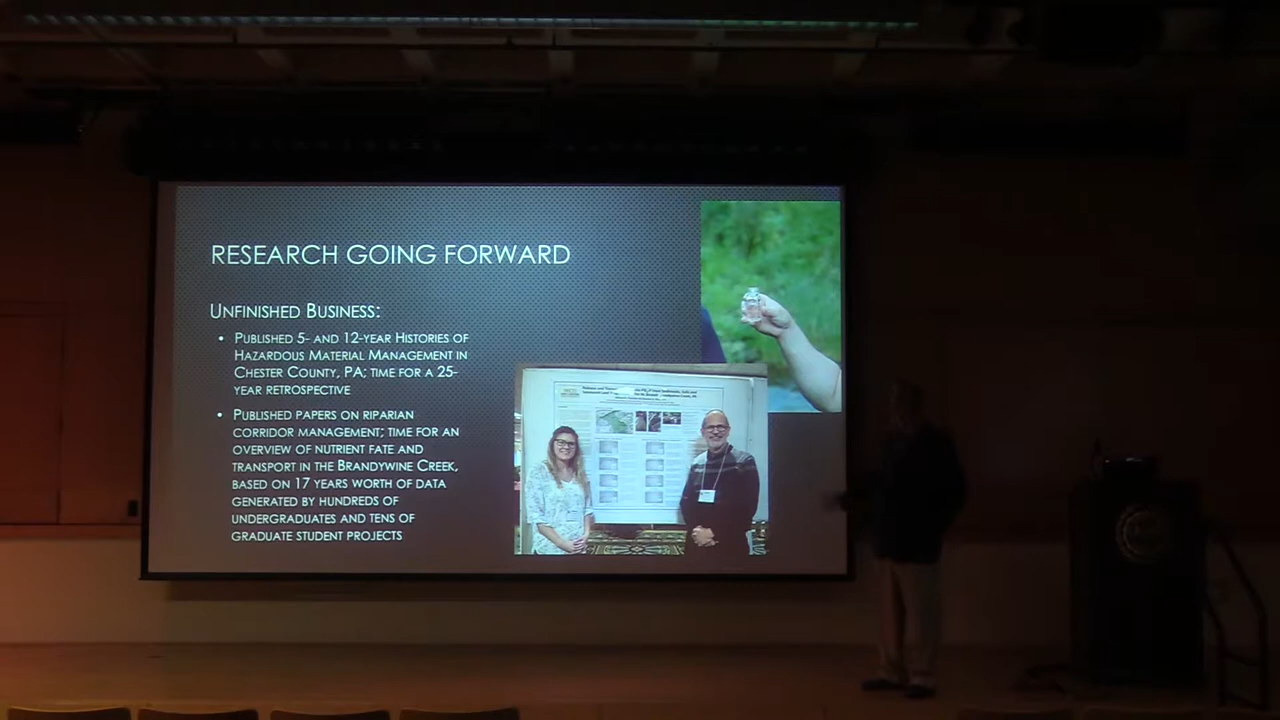 RESEARCH GOING FORWARD
UNFINISHED BUSINESS:
• PUBLISHED 5- AND 12-YEAR HISTORIES OF
HAZARDOUS MATERIAL MANAGEMENT IN
CHESTER COUNTY, PA; TIME FOR A 25-
YEAR RETROSPECTIVE
• PUBLISHED PAPERS ON RIPARIAN
CORRIDOR MANAGEMENT; TIME FOR AN
OVERVIEW OF NUTRIENT FATE AND
TRANSPORT IN THE BRANDYWINE CREEK,
BASED ON 17 YEARS WORTH OF DATA
GENERATED BY HUNDREDS OF
UNDERGRADUATES AND TENS OF
GRADUATE STUDENT PROJECTS